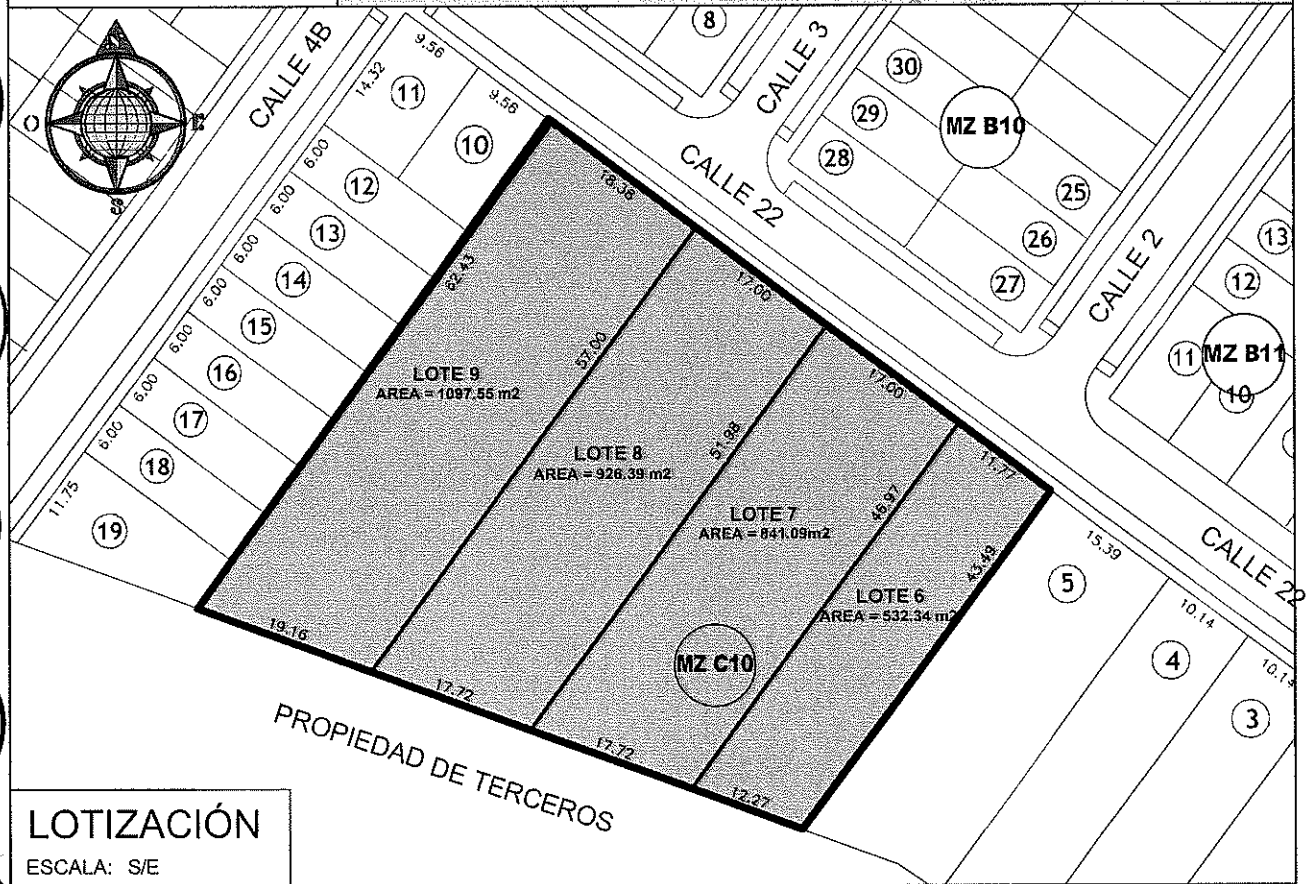 N
O
E
S
CALLE 4B
CALLE 3
CALLE 22
CALLE 2
CALLE 22
8
30
29
28
MZ B10
25
26
27
13
12
11
MZ B11
10
9.56
14.32
11
9.56
10
6.00
12
6.00
13
6.00
14
6.00
15
6.00
16
6.00
17
6.00
18
11.75
19
18.38
62.43
57.00
17.00
LOTE 9
AREA = 1097.55 m2
17.00
51.98
LOTE 8
AREA = 926.39 m2
11.77
46.97
LOTE 7
AREA = 841.09m2
43.49
LOTE 6
AREA = 532.34 m2
MZ C10
15.39
5
10.14
4
10.14
3
19.16
17.72
17.72
12.27
PROPIEDAD DE TERCEROS
LOTIZACIÓN
ESCALA: S/E